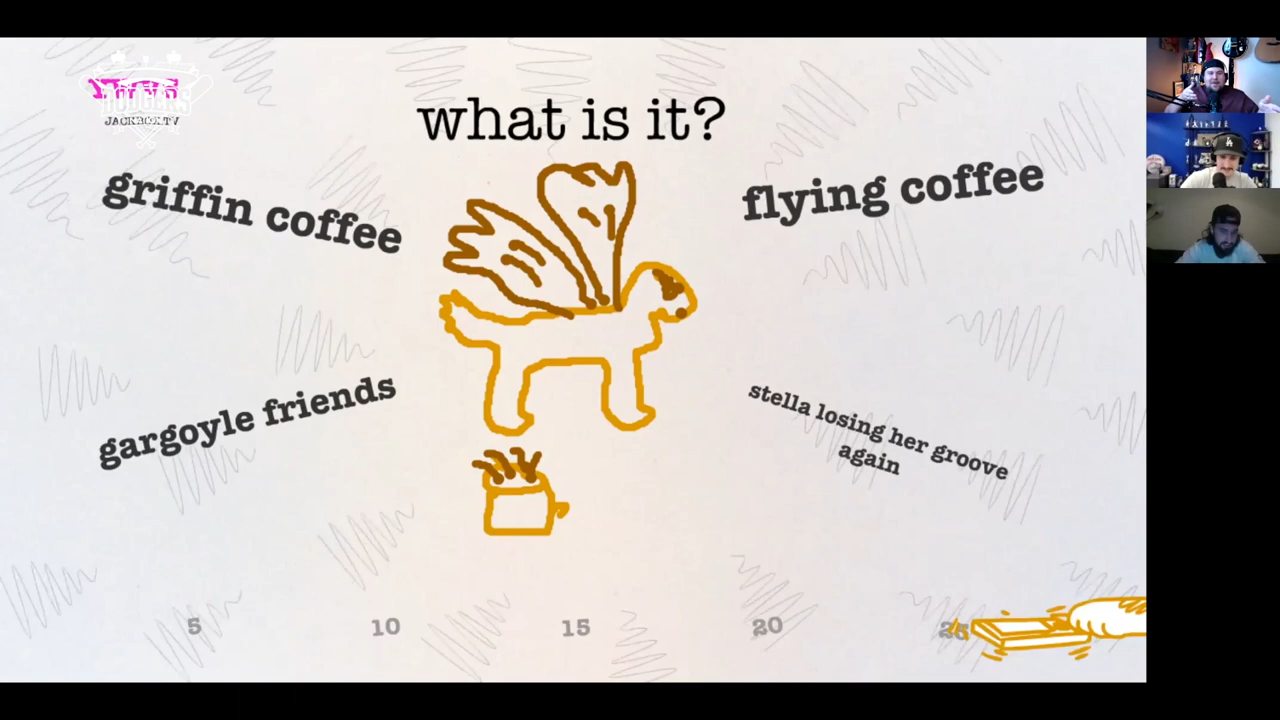 DODGERS
JACKBOX.TV
what is it?
griffin coffee
flying coffee
gargoyle friends
stella losing her groove
again
5
10
15
20